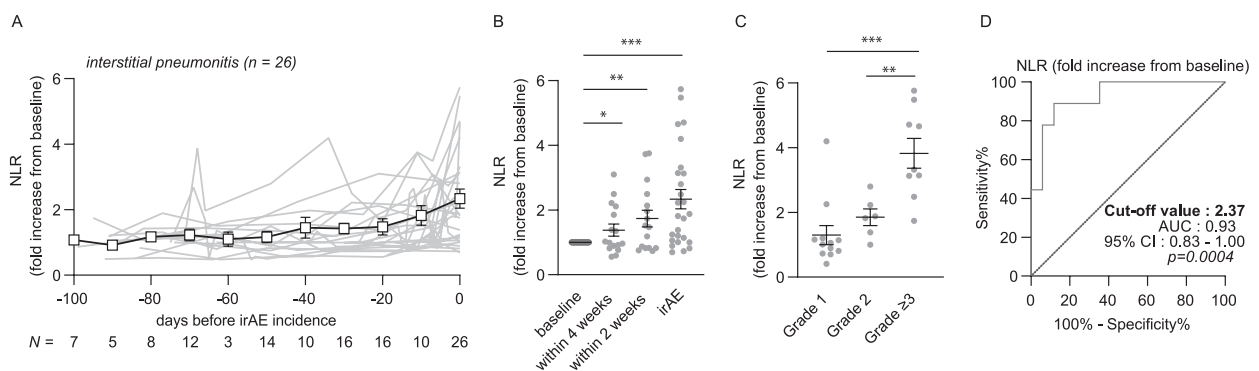 A
interstitial pneumonitis (n = 26)
NLR
(fold increase from baseline)
6
4
2
0
-100
-80
-60
-40
-20
0
days before irAE incidence
N = 7 5 8 12 3 14 10 16 16 10 26
B
NLR
(fold increase from baseline)
6
4
2
0
***
**
*
baseline
within 4 weeks
within 2 weeks
irAE
C
NLR
(fold increase from baseline)
6
4
2
0
***
**
Grade 1
Grade 2
Grade ≥3
D
NLR (fold increase from baseline)
Sensitivity%
100
80
60
40
20
0
Cut-off value : 2.37
AUC : 0.93
95% CI : 0.83 - 1.00
p=0.0004
0 20 40 60 80 100
100% - Specificity%